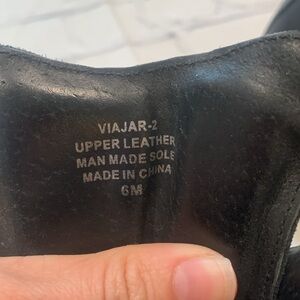 VIAJAR-2
UPPER LEATHER
MAN MADE SOLE
MADE IN CHINA
6M